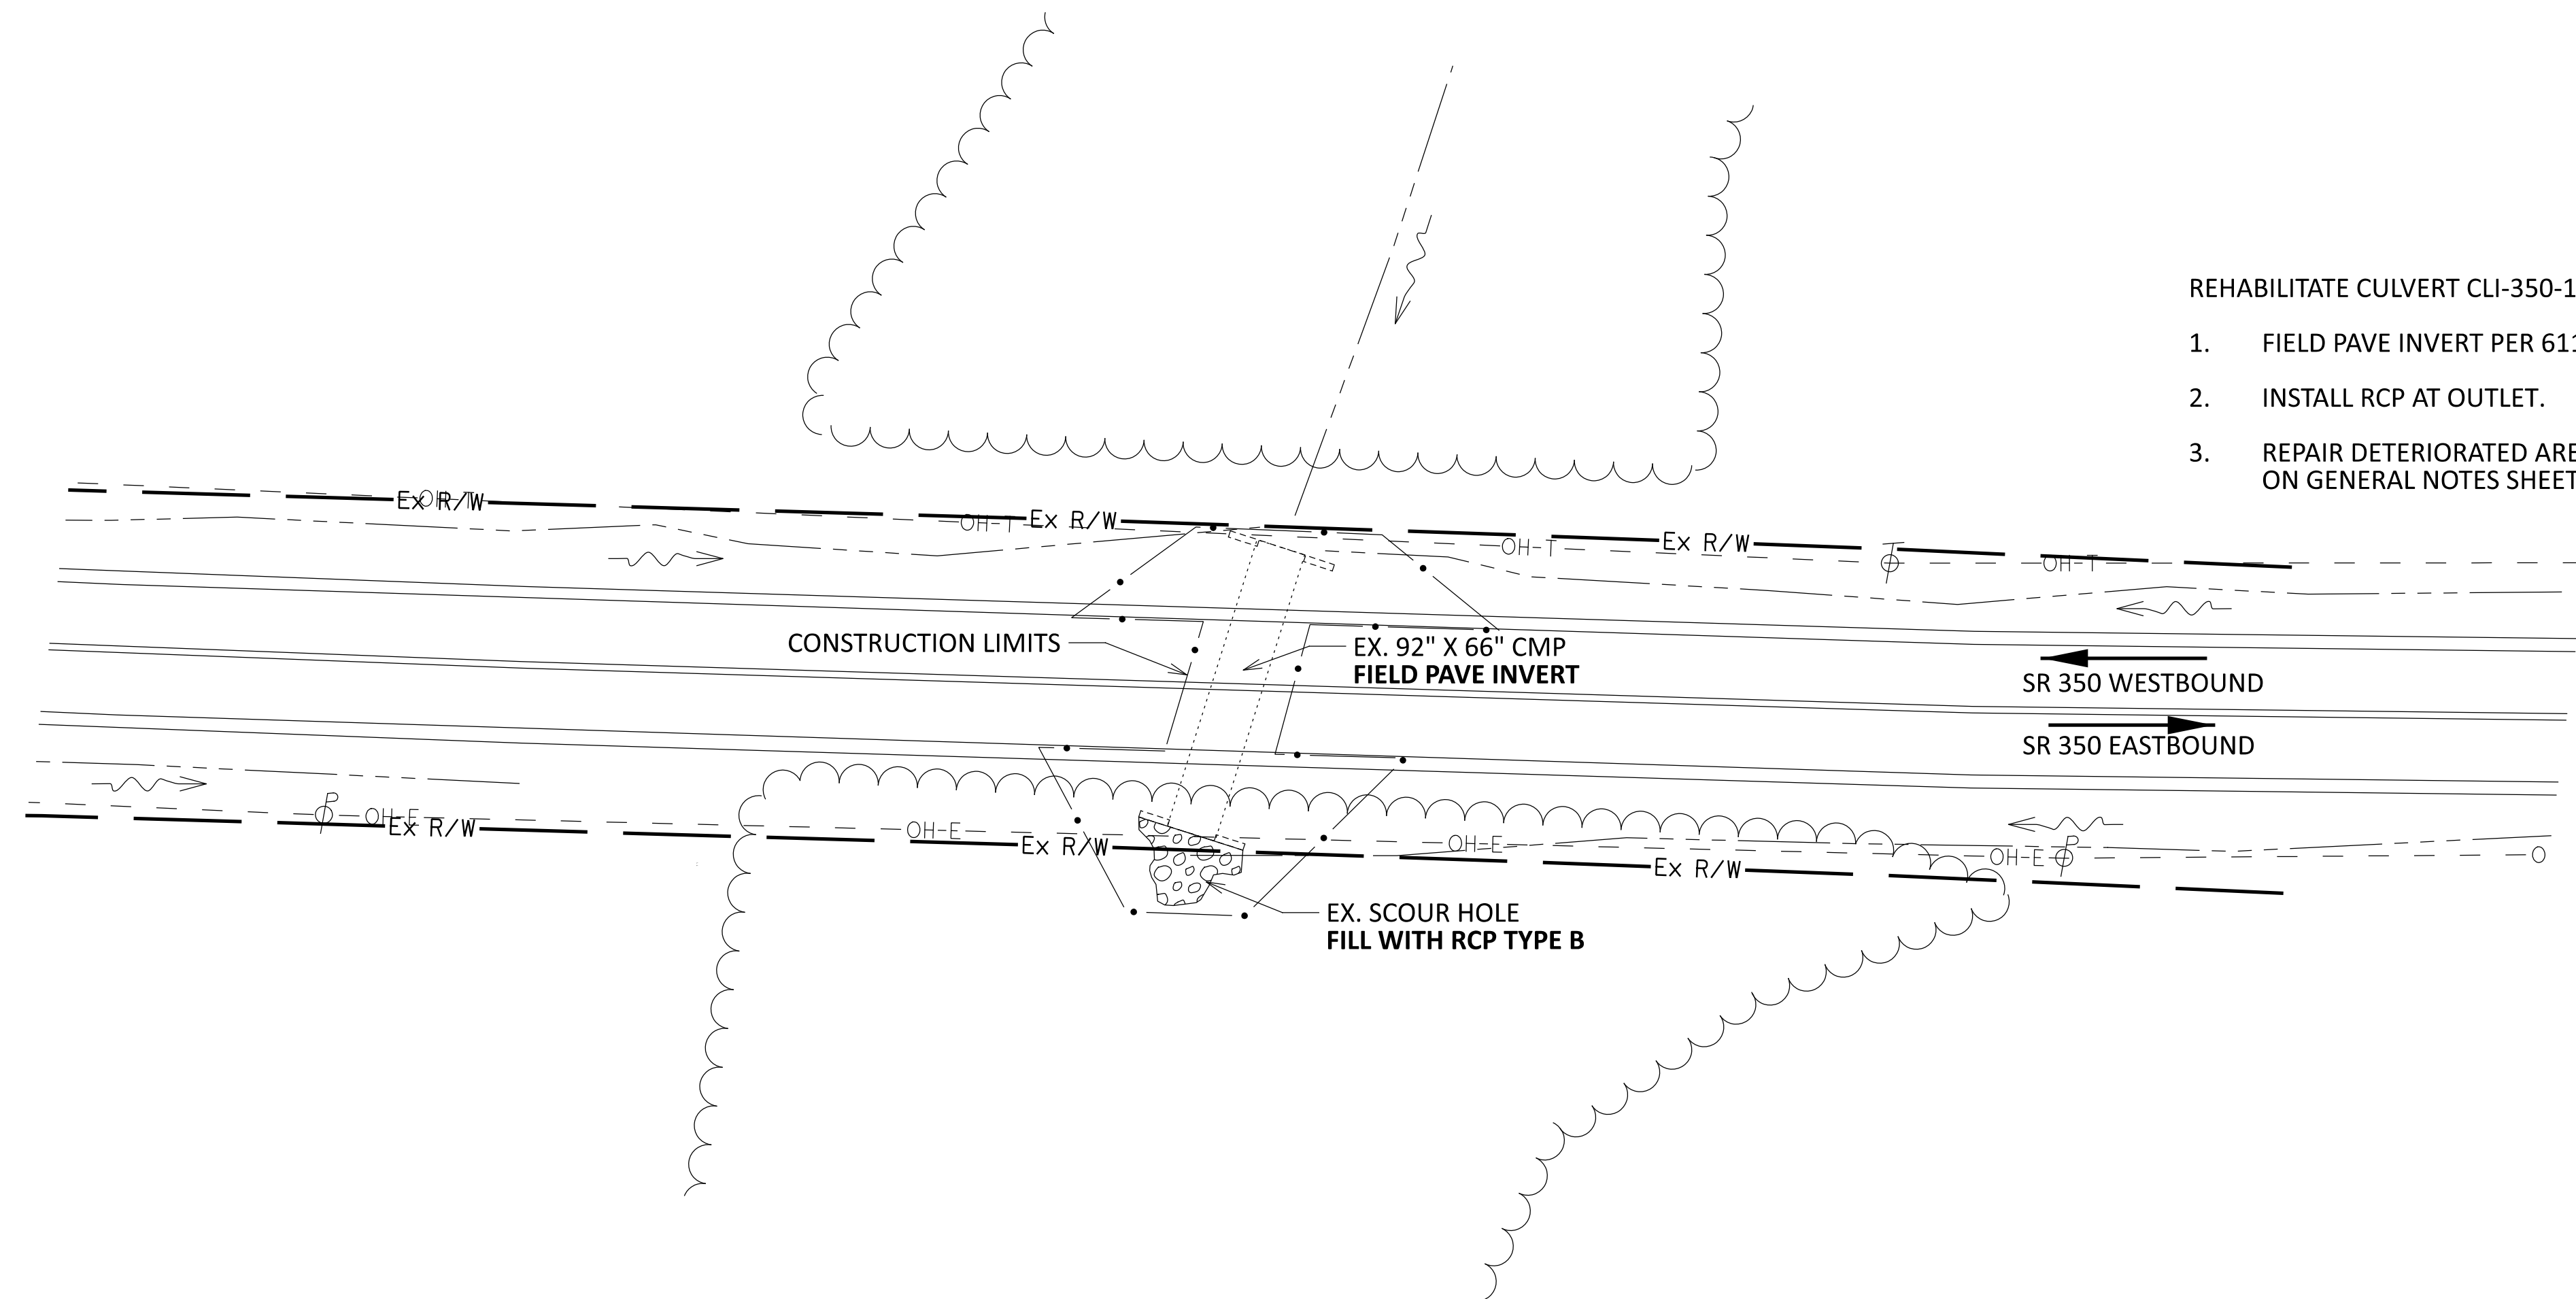 REHABILITATE CULVERT CLI-350-1
1. FIELD PAVE INVERT PER 611
2. INSTALL RCP AT OUTLET.
3. REPAIR DETERIORATED ARE
ON GENERAL NOTES SHEET
Ex R/W
OH-T
OH-T
Ex R/W
OH-T
Ex R/W
OH-T
CONSTRUCTION LIMITS
EX. 92" X 66" CMP
FIELD PAVE INVERT
SR 350 WESTBOUND
SR 350 EASTBOUND
OH-E
Ex R/W
OH-E
Ex R/W
OH-E
Ex R/W
OH-E
EX. SCOUR HOLE
FILL WITH RCP TYPE B